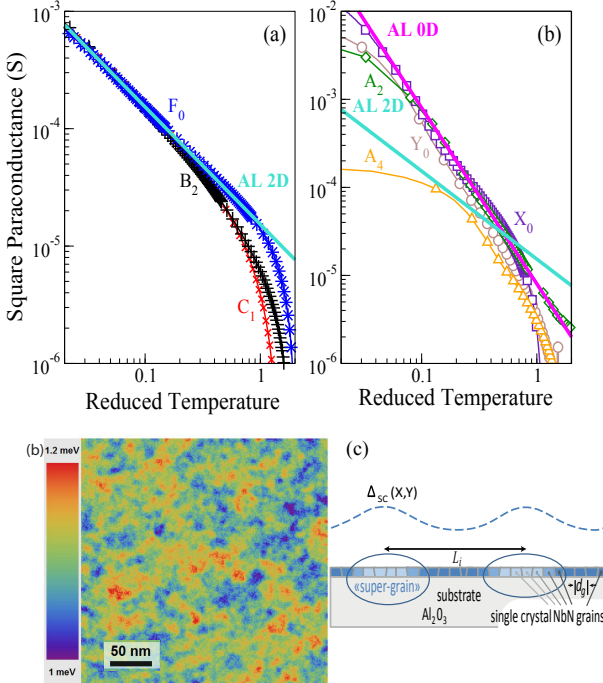 (a)
Square Paraconductance (S)
10⁻³
10⁻⁴
10⁻⁵
10⁻⁶
F₀
B₂
C₁
AL 2D
0.1
1
Reduced Temperature
(b)
10⁻²
10⁻³
10⁻⁴
10⁻⁵
10⁻⁶
AL 0D
A₂
AL 2D
Y₀
A₄
X₀
0.1
1
Reduced Temperature
(b)
1.2 meV
50 nm
1 meV
(c)
Δ_SC (X,Y)
L_i
«super-grain»
|d_g|
substrate
Al₂O₃
single crystal NbN grains